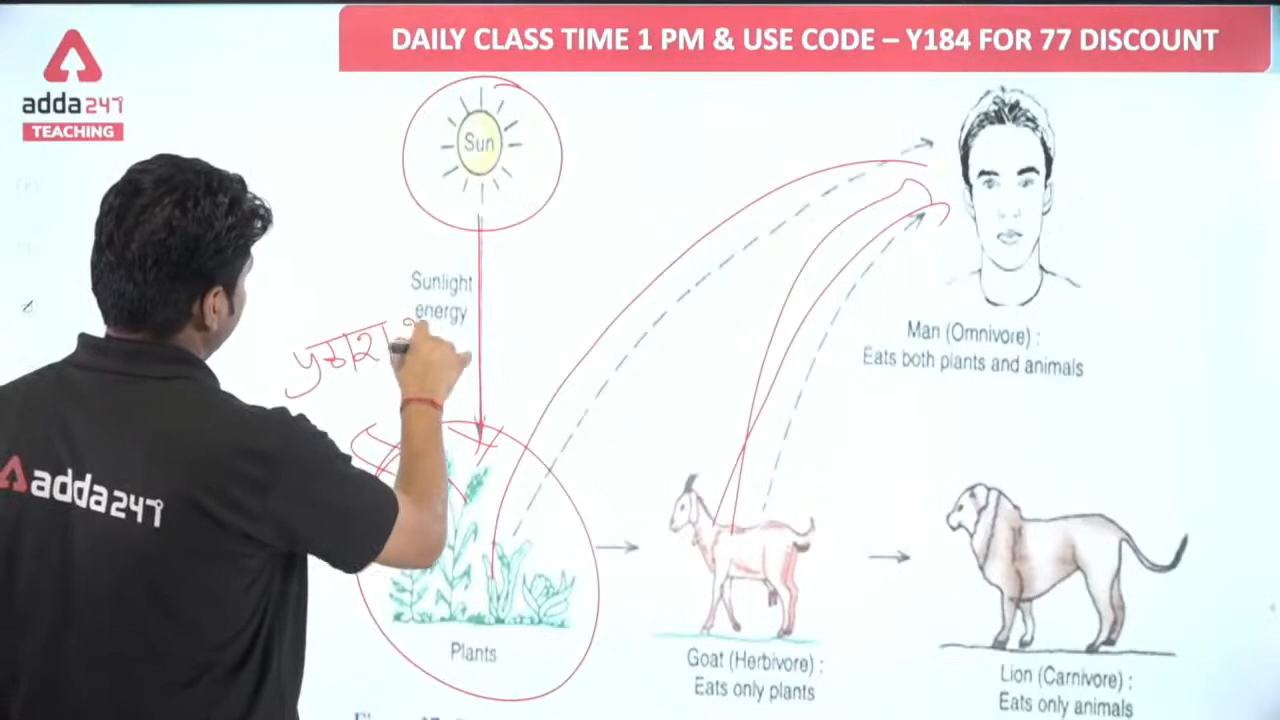 DAILY CLASS TIME 1 PM & USE CODE – Y184 FOR 77 DISCOUNT
adda247
TEACHING
Sun
Sunlight
energy
Man (Omnivore) :
Eats both plants and animals
adda247
Plants
Goat (Herbivore) :
Eats only plants
Lion (Carnivore) :
Eats only animals